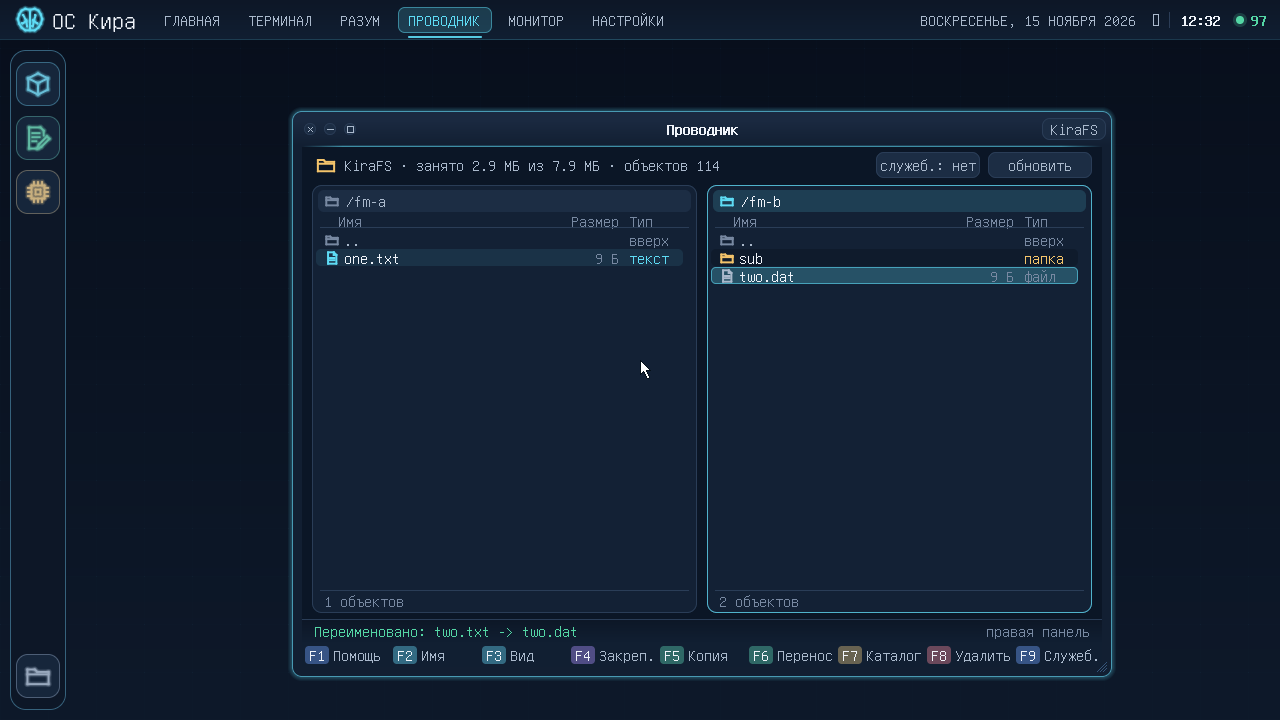 ОС Кира ГЛАВНАЯ ТЕРМИНАЛ РАЗУМ ПРОВОДНИК МОНИТОР НАСТРОЙКИ ВОСКРЕСЕНЬЕ, 15 НОЯБРЯ 2026 12:32 97
Проводник KiraFS
KiraFS · занято 2.9 МБ из 7.9 МБ · объектов 114 служеб.: нет обновить
/fm-a
Имя Размер Тип
.. вверх
one.txt 9 Б текст
1 объектов
/fm-b
Имя Размер Тип
.. вверх
sub папка
two.dat 9 Б файл
2 объектов
Переименовано: two.txt -> two.dat правая панель
F1 Помощь F2 Имя F3 Вид F4 Закреп. F5 Копия F6 Перенос F7 Каталог F8 Удалить F9 Служеб.